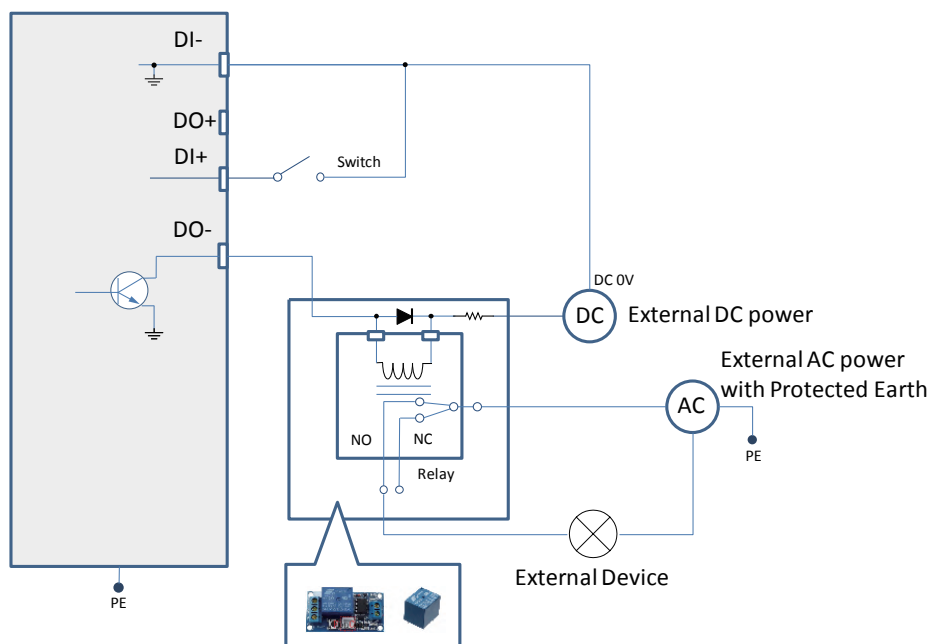 DI-
DO+
DI+
Switch
DO-
DC 0V
DC
External DC power
External AC power
with Protected Earth
AC
PE
NO
NC
Relay
External Device
PE